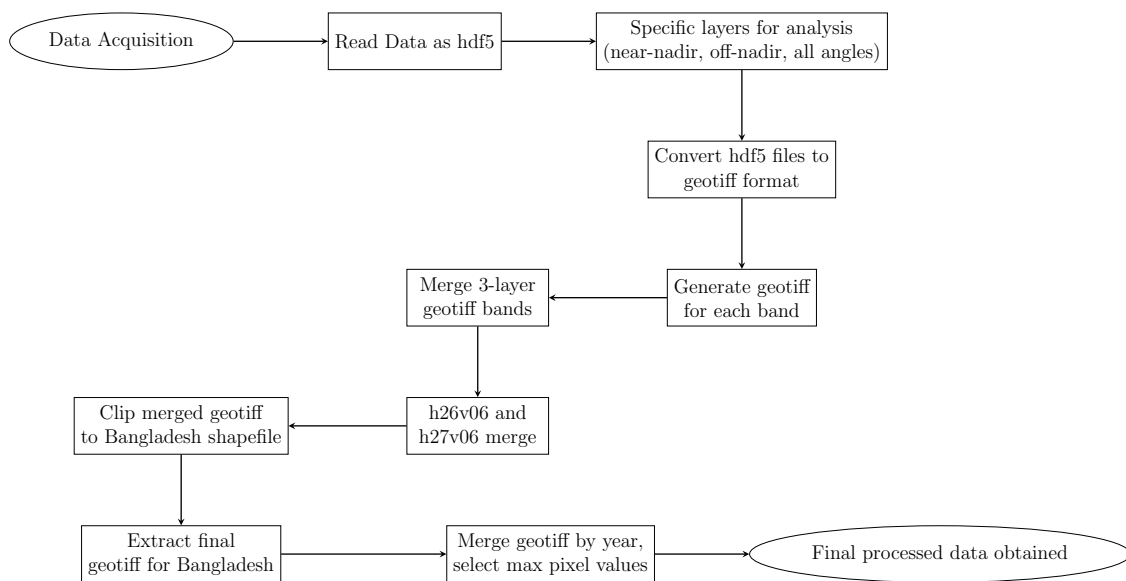 Data Acquisition
Read Data as hdf5
Specific layers for analysis
(near-nadir, off-nadir, all angles)
Convert hdf5 files to
geotiff format
Generate geotiff
for each band
Merge 3-layer
geotiff bands
h26v06 and
h27v06 merge
Clip merged geotiff
to Bangladesh shapefile
Extract final
geotiff for Bangladesh
Merge geotiff by year,
select max pixel values
Final processed data obtained